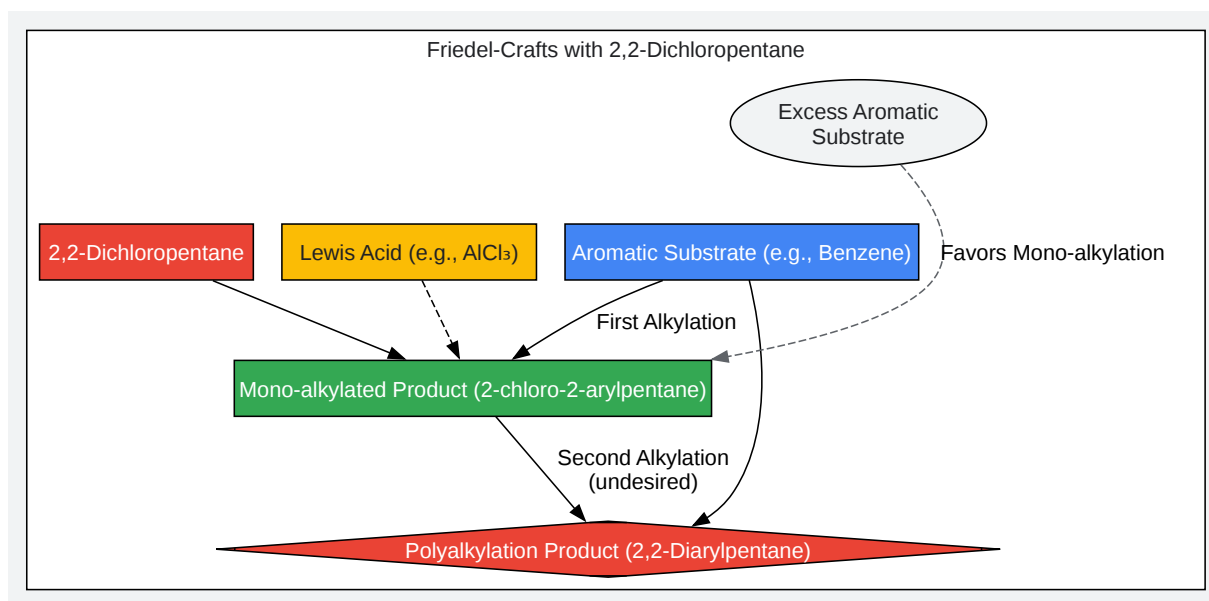 Friedel-Crafts with 2,2-Dichloropentane
Excess Aromatic
Substrate
2,2-Dichloropentane
Lewis Acid (e.g., AlCl₃)
Aromatic Substrate (e.g., Benzene)
Favors Mono-alkylation
First Alkylation
Mono-alkylated Product (2-chloro-2-arylpentane)
Second Alkylation
(undesired)
Polyalkylation Product (2,2-Diarylpentane)